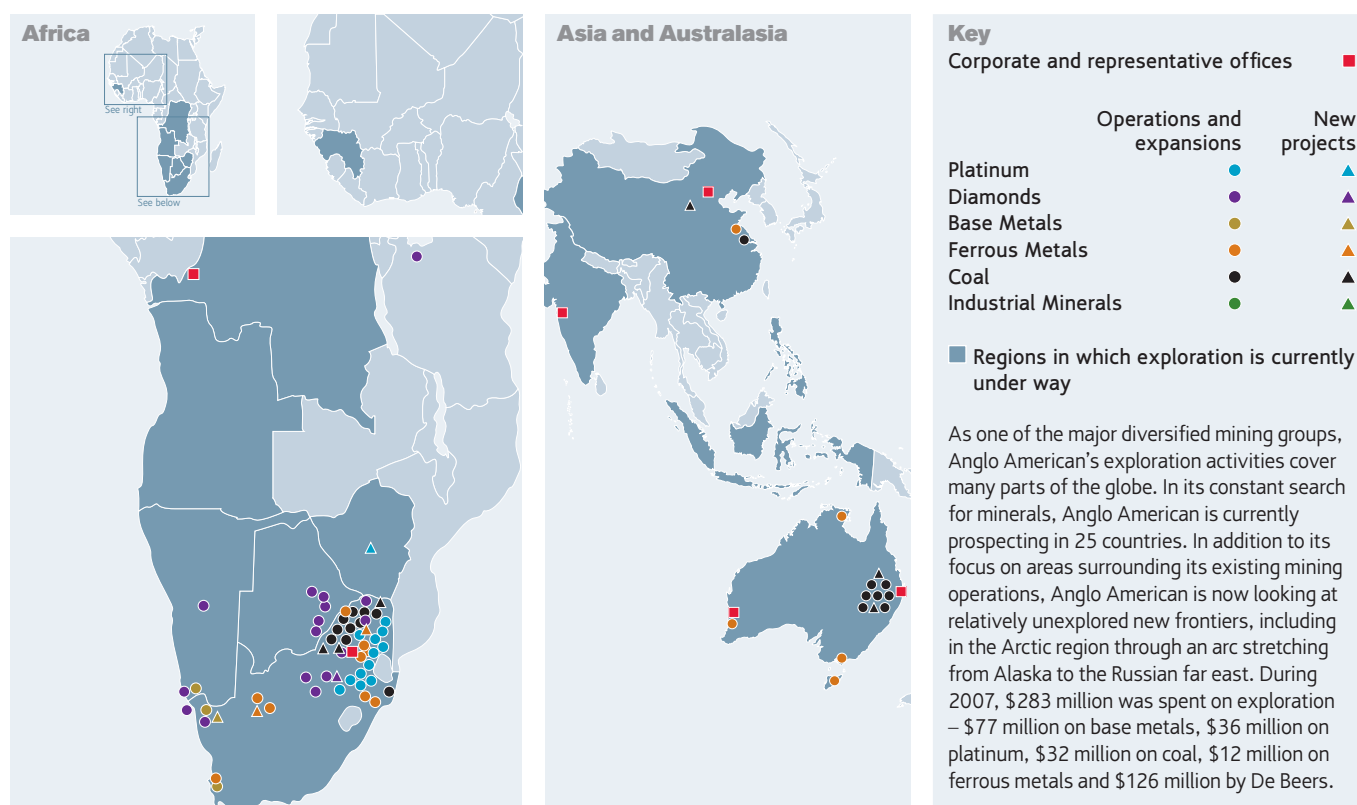 Africa
See right
See below
Asia and Australasia
Key
Corporate and representative offices
Operations and expansions
New projects
Platinum
Diamonds
Base Metals
Ferrous Metals
Coal
Industrial Minerals
Regions in which exploration is currently
under way
As one of the major diversified mining groups,
Anglo American’s exploration activities cover
many parts of the globe. In its constant search
for minerals, Anglo American is currently
prospecting in 25 countries. In addition to its
focus on areas surrounding its existing mining
operations, Anglo American is now looking at
relatively unexplored new frontiers, including
in the Arctic region through an arc stretching
from Alaska to the Russian far east. During
2007, $283 million was spent on exploration
– $77 million on base metals, $36 million on
platinum, $32 million on coal, $12 million on
ferrous metals and $126 million by De Beers.